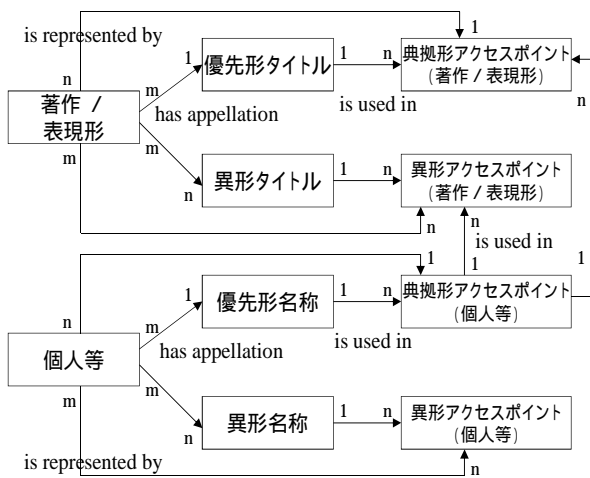 is represented by
1
n
1
優先形タイトル
1
n
典拠形アクセスポイント
(著作 / 表現形)
m
著作 /
表現形
has appellation
is used in
n
m
m
n
異形タイトル
1
n
異形アクセスポイント
(著作 / 表現形)
n
n
is used in
1
1
1
n
1
優先形名称
1
n
典拠形アクセスポイント
(個人等)
m
個人等
has appellation
is used in
m
m
n
異形名称
1
n
異形アクセスポイント
(個人等)
is represented by
n